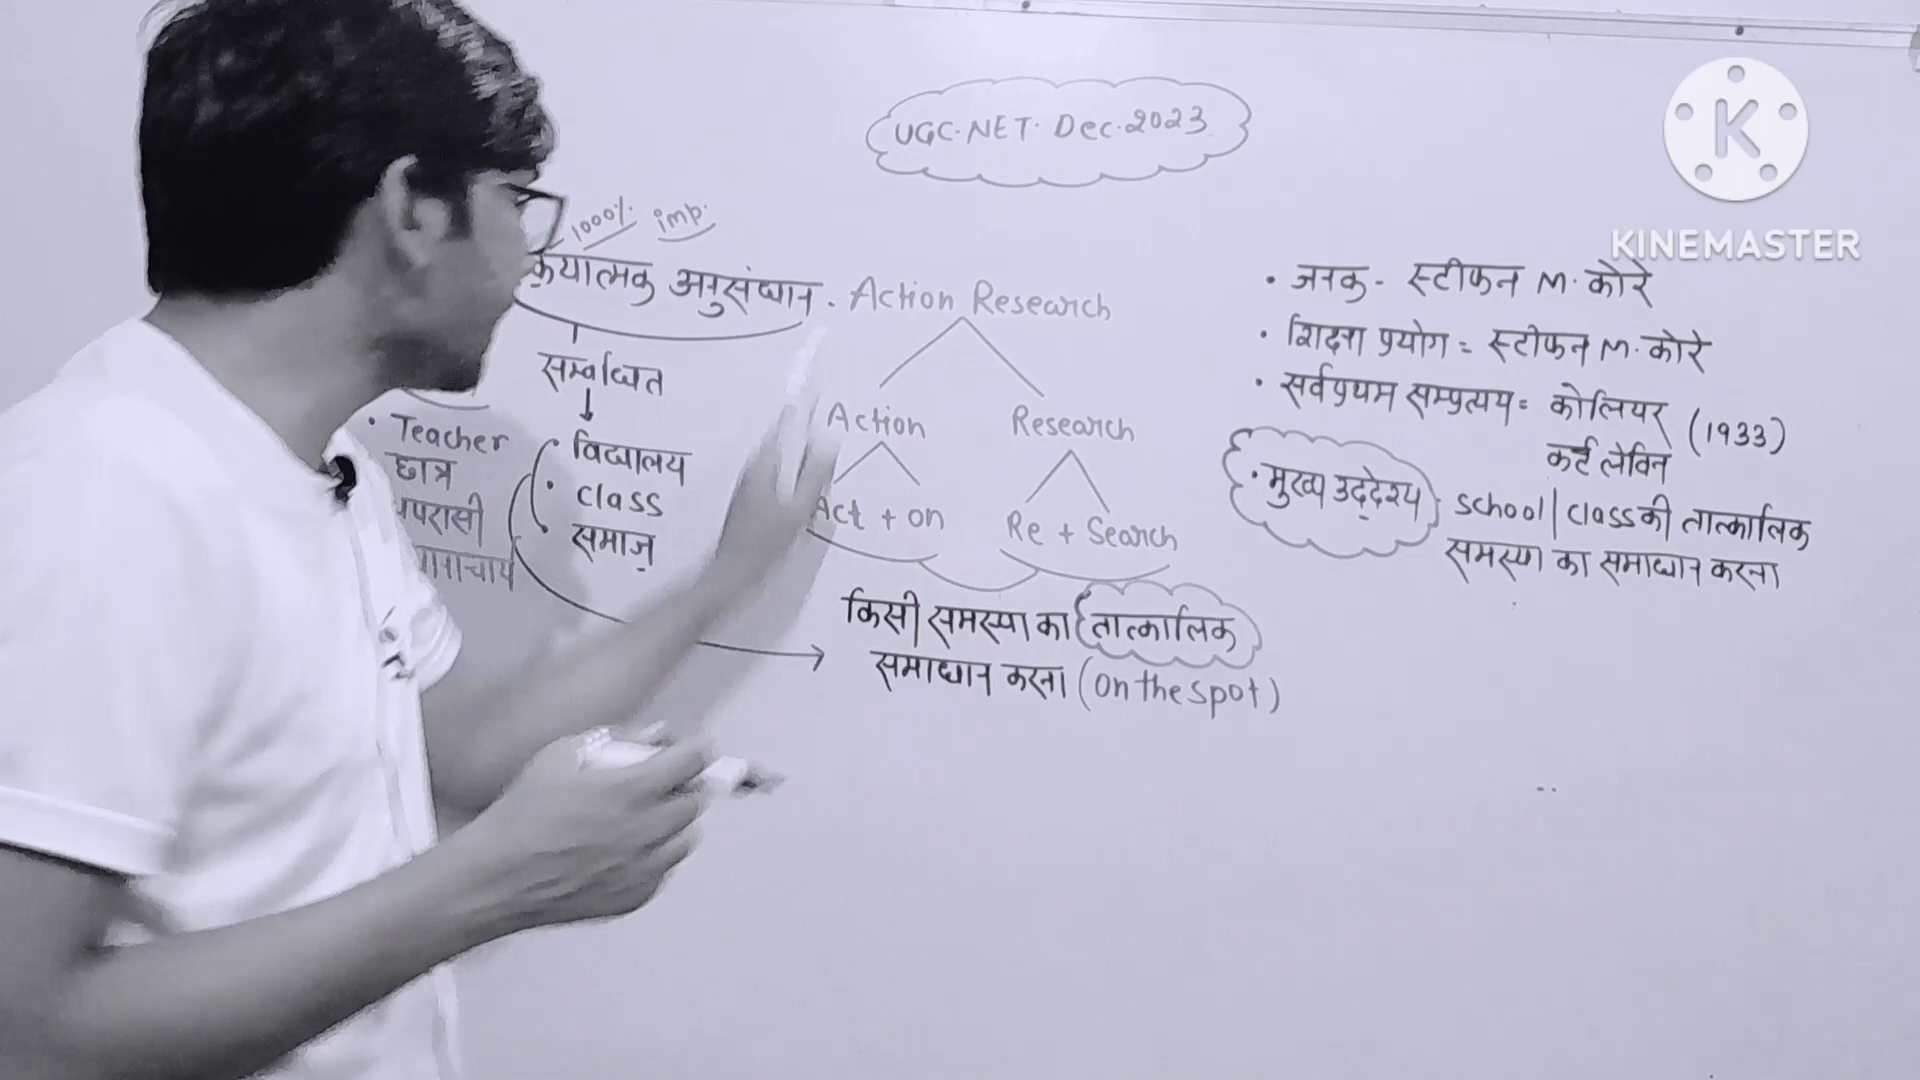 UGC.NET. Dec.2023
1000% imp.
क्रयात्मक अनुसंधान. Action Research
सम्बन्धित
Teacher
छात्र
विद्यालय
class
समाज
Action Research
Act + on Re + Search
किसी समस्या का तात्कालिक
समाधान करना (on the spot)
• जनक - स्टीफन M. कोरे
• शिक्षा प्रयोग = स्टीफन M. कोरे
• सर्वप्रथम सम्प्रत्यय = कोलियर (1933)
कर्ट लेविन
• मुख्य उद्देश्य : school | class की तात्कालिक
समस्या का समाधान करना
K
KINEMASTER